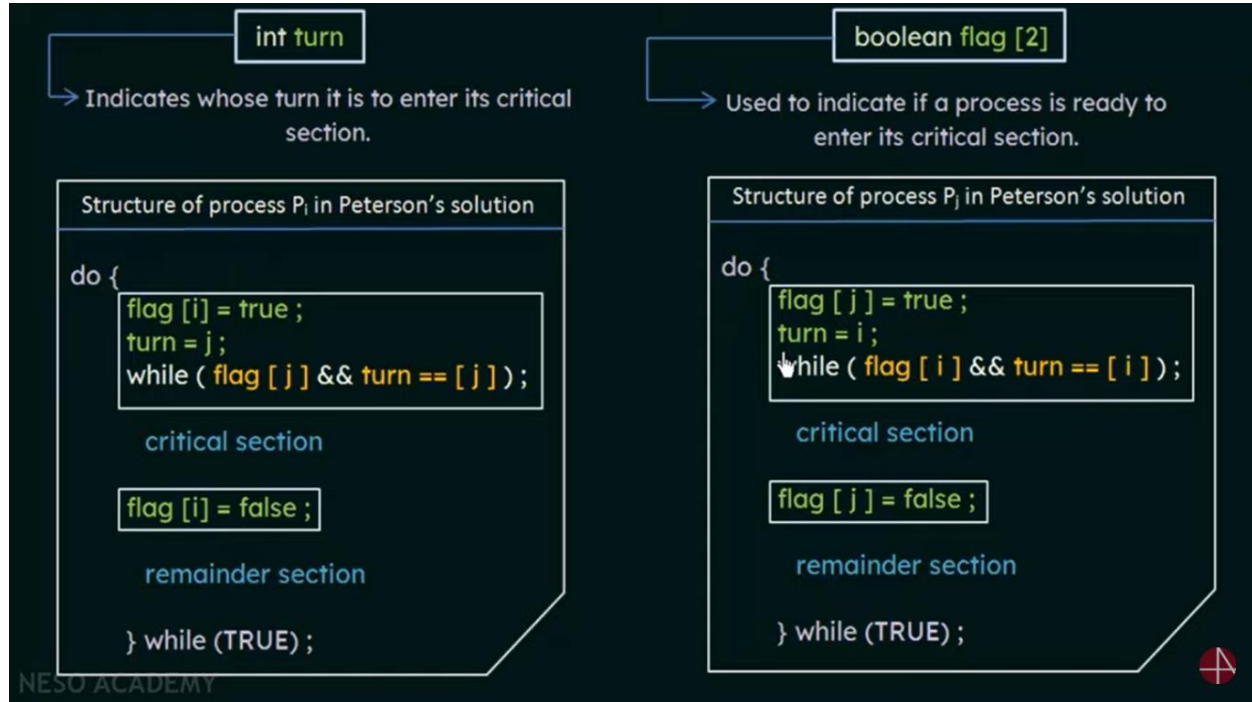 int turn
Indicates whose turn it is to enter its critical
section.
Structure of process Pi in Peterson's solution
do {
flag [i] = true ;
turn = j ;
while ( flag [ j ] && turn == [ j ] ) ;
critical section
flag [i] = false ;
remainder section
} while (TRUE) ;
boolean flag [2]
Used to indicate if a process is ready to
enter its critical section.
Structure of process Pj in Peterson's solution
do {
flag [ j ] = true ;
turn = i ;
while ( flag [ i ] && turn == [ i ] ) ;
critical section
flag [ j ] = false ;
remainder section
} while (TRUE) ;
NESO ACADEMY